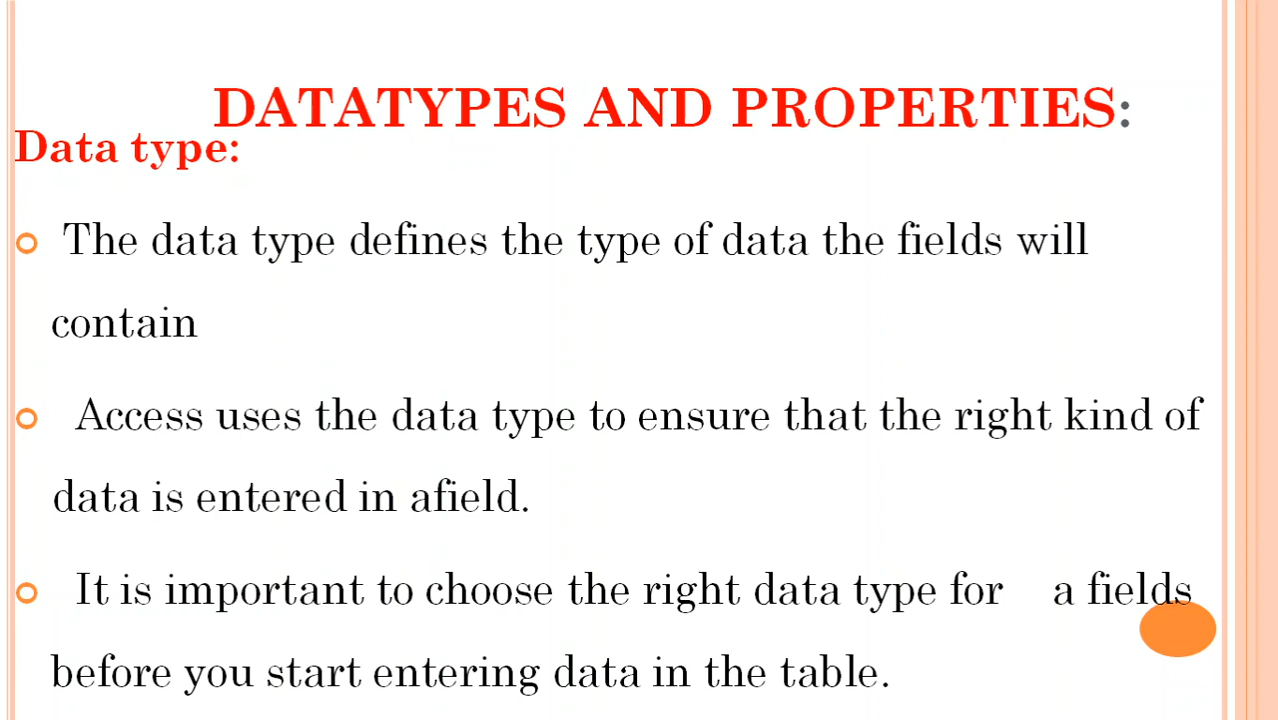 DATATYPES AND PROPERTIES:
Data type:
The data type defines the type of data the fields will
contain
Access uses the data type to ensure that the right kind of
data is entered in afield.
It is important to choose the right data type for a fields
before you start entering data in the table.